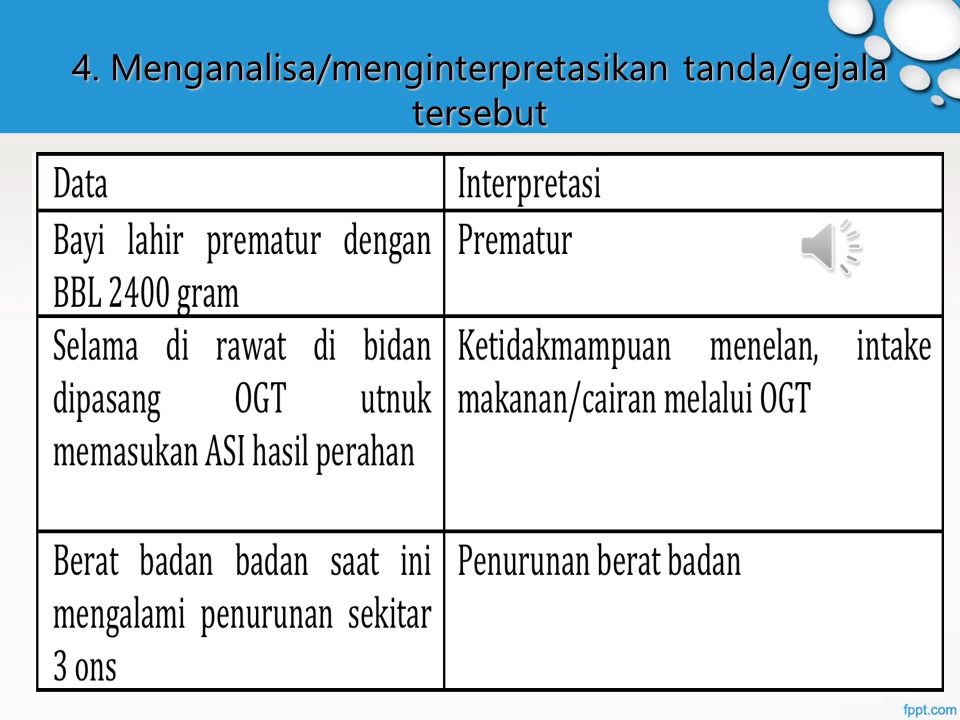 4. Menganalisa/menginterpretasikan tanda/gejala
tersebut
Data
Interpretasi
Bayi lahir prematur dengan
BBL 2400 gram
Prematur
Selama di rawat di bidan
dipasang OGT utnuk
memasukan ASI hasil perahan
Ketidakmampuan menelan, intake
makanan/cairan melalui OGT
Berat badan badan saat ini
mengalami penurunan sekitar
3 ons
Penurunan berat badan
fppt.com